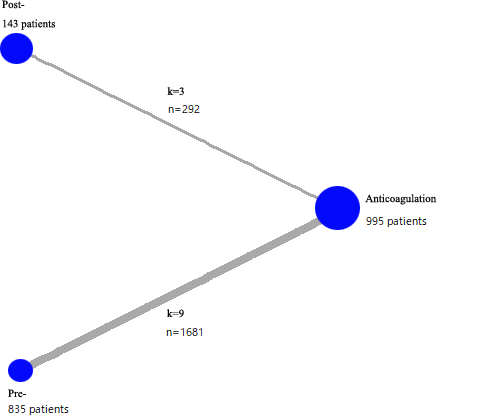 Post-
143 patients
k=3
n=292
Anticoagulation
995 patients
k=9
n=1681
Pre-
835 patients